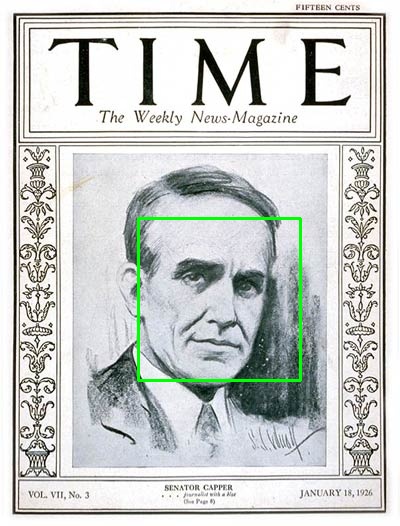 FIFTEEN CENTS
TIME
The Weekly News-Magazine
VOL. VII, No. 3
SENATOR CAPPER
. . . . journalist with a bloc
(See Page 8)
JANUARY 18, 1926